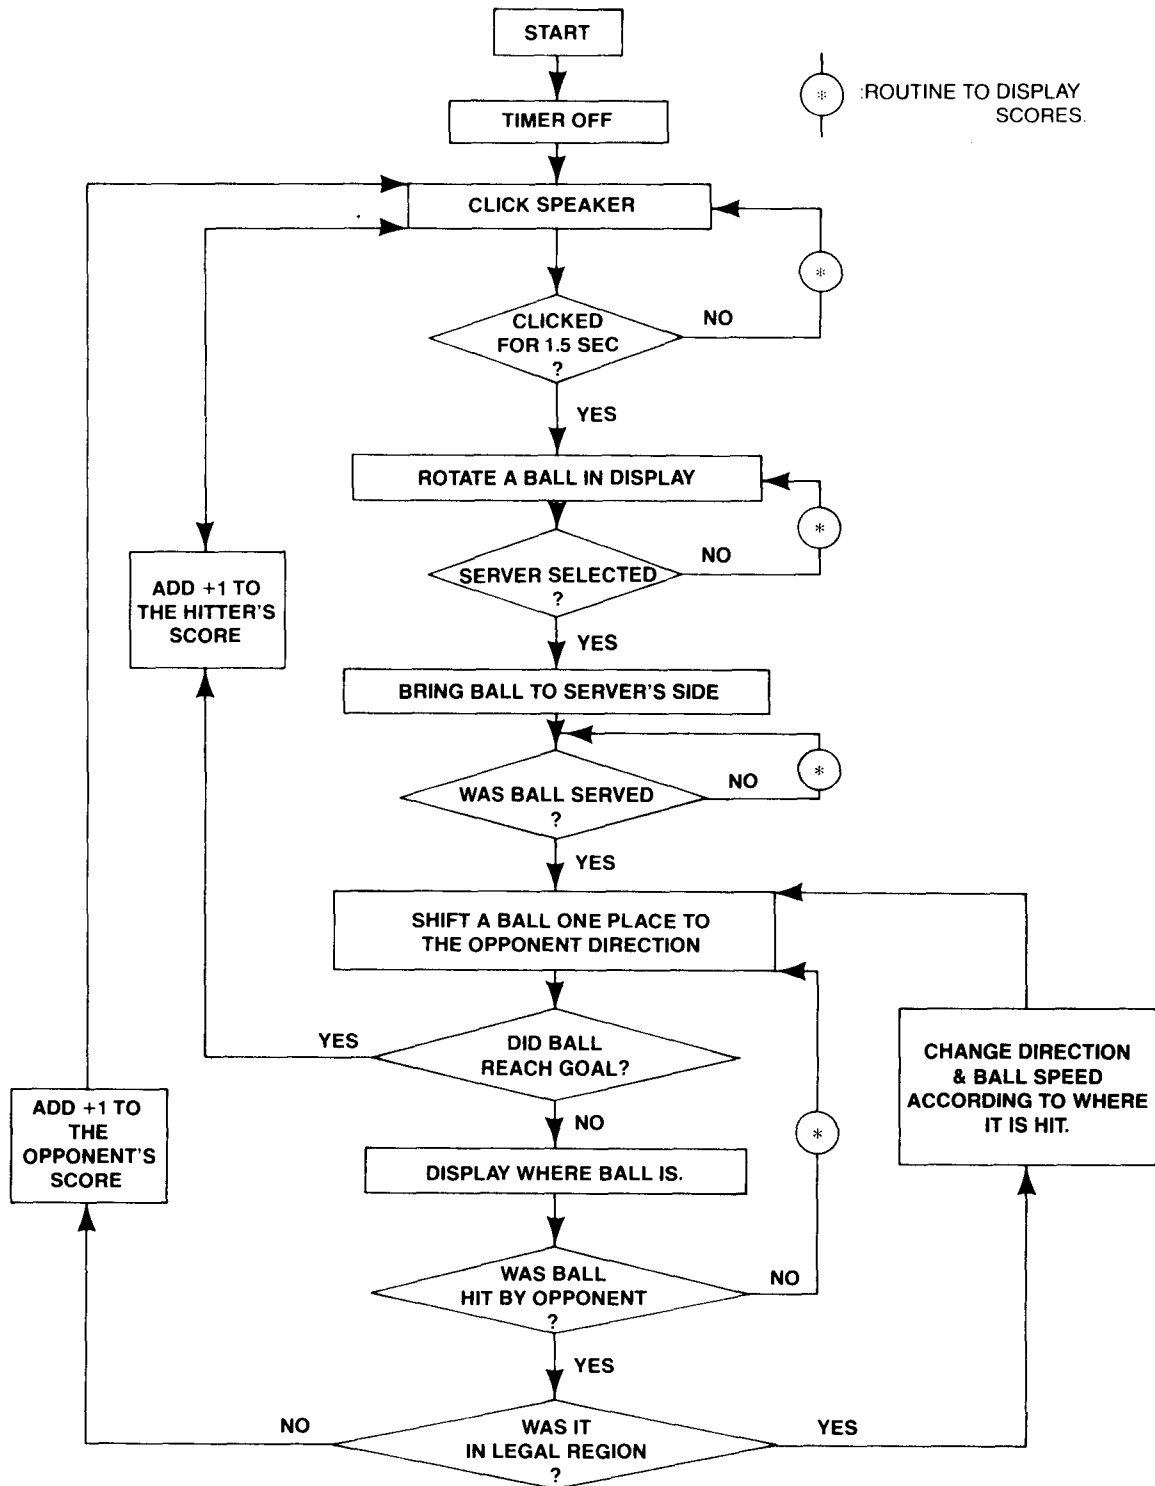 START
*
:ROUTINE TO DISPLAY
SCORES.
TIMER OFF
CLICK SPEAKER
*
CLICKED
FOR 1.5 SEC
?
NO
YES
ROTATE A BALL IN DISPLAY
*
SERVER SELECTED
?
NO
YES
ADD +1 TO
THE HITTER'S
SCORE
BRING BALL TO SERVER'S SIDE
WAS BALL SERVED
?
NO
*
YES
SHIFT A BALL ONE PLACE TO
THE OPPONENT DIRECTION
YES
DID BALL
REACH GOAL?
CHANGE DIRECTION
& BALL SPEED
ACCORDING TO WHERE
IT IS HIT.
ADD +1 TO
THE
OPPONENT'S
SCORE
NO
*
DISPLAY WHERE BALL IS.
WAS BALL
HIT BY OPPONENT
?
NO
YES
NO
WAS IT
IN LEGAL REGION
?
YES